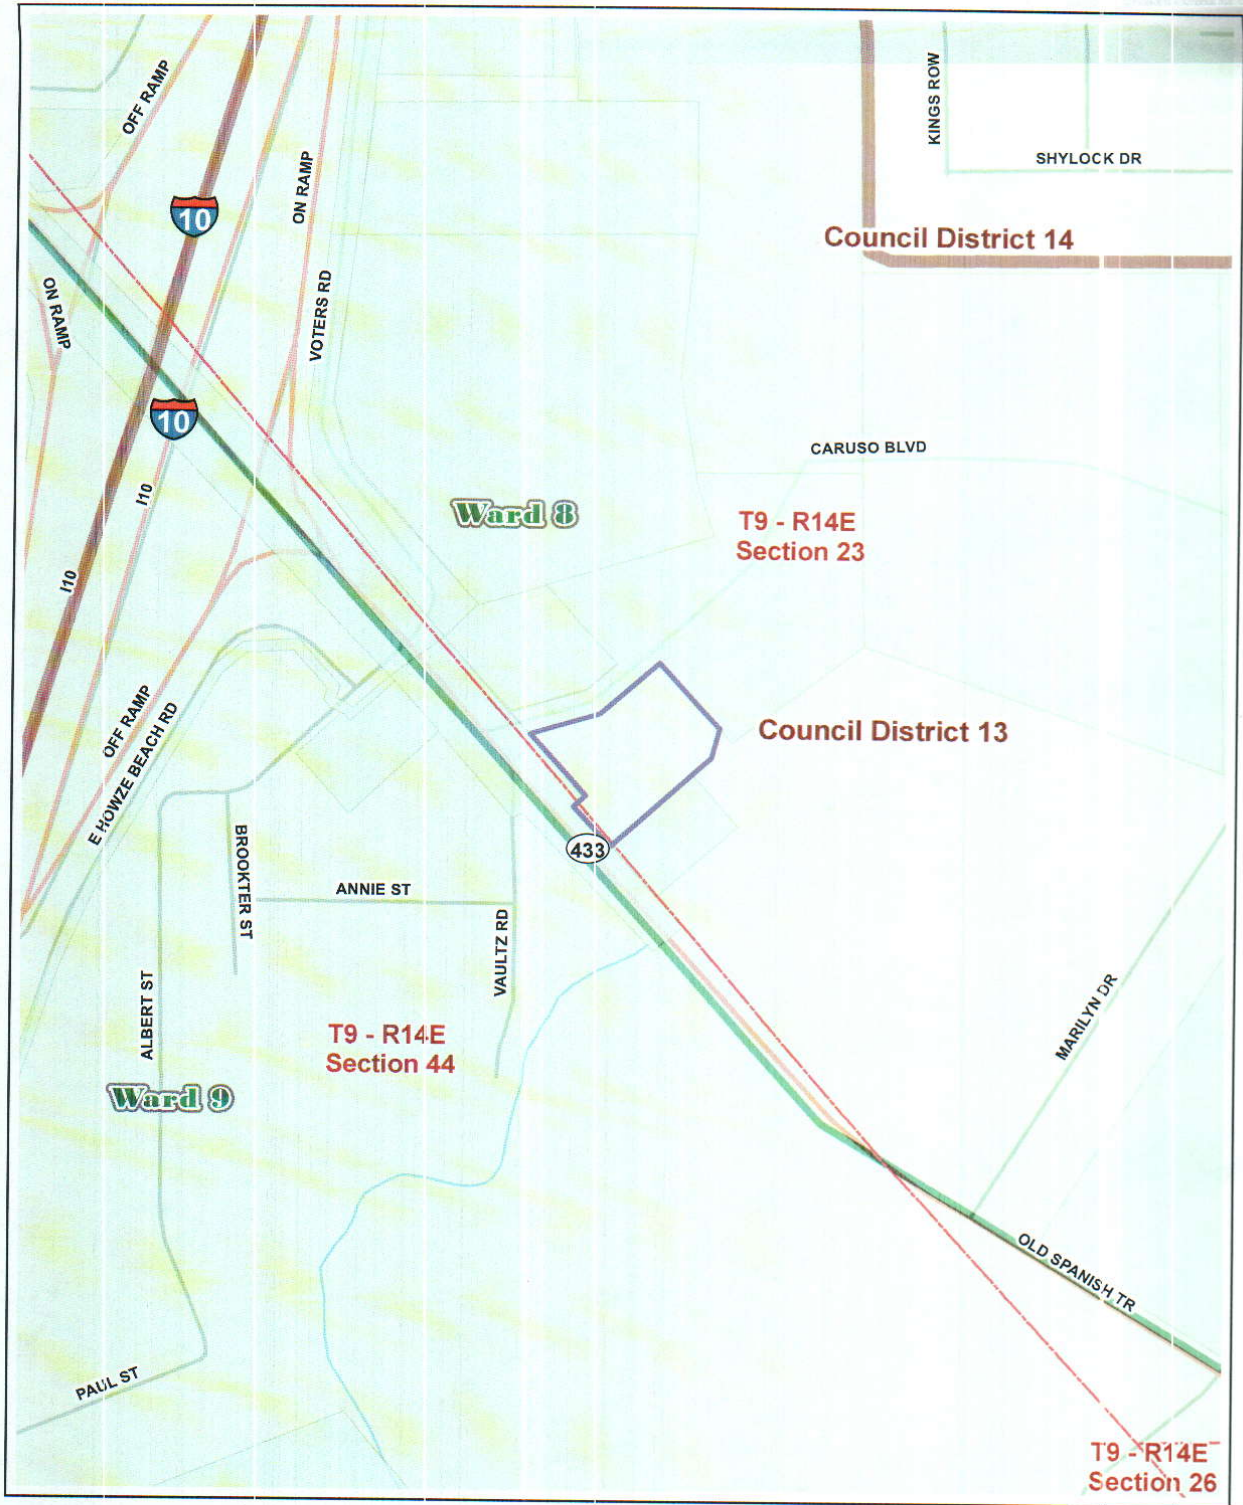 KINGS ROW
OFF RAMP
SHYLOCK DR
ON RAMP
10
Council District 14
ON RAMP
VOTERS RD
10
CARUSO BLVD
I10
Ward 8
T9 - R14E
Section 23
I10
OFF RAMP
E HOWZE BEACH RD
Council District 13
433
BROOKTER ST
ANNIE ST
VAULTZ RD
ALBERT ST
MARILYN DR
T9 - R14E
Section 44
Ward 9
OLD SPANISH TR
PAUL ST
T9 - R14E
Section 26